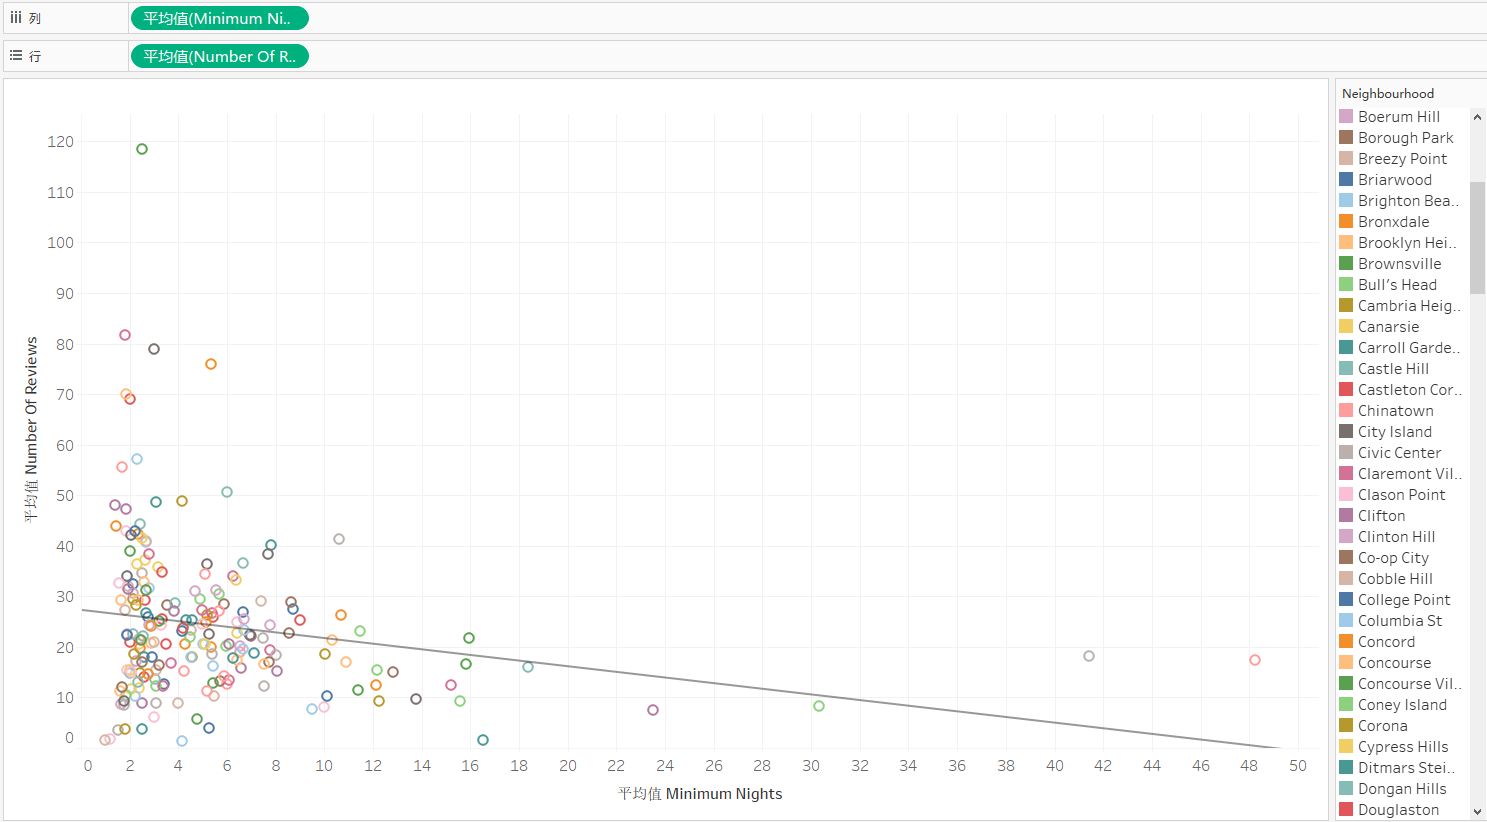 列
平均值(Minimum Ni..
行
平均值(Number Of R..
平均值 Number Of Reviews
120
110
100
90
80
70
60
50
40
30
20
10
0
0 2 4 6 8 10 12 14 16 18 20 22 24 26 28 30 32 34 36 38 40 42 44 46 48 50
平均值 Minimum Nights
Neighbourhood
Boerum Hill
Borough Park
Breezy Point
Briarwood
Brighton Bea..
Bronxdale
Brooklyn Hei..
Brownsville
Bull's Head
Cambria Heig..
Canarsie
Carroll Garde..
Castle Hill
Castleton Cor..
Chinatown
City Island
Civic Center
Claremont Vil..
Clason Point
Clifton
Clinton Hill
Co-op City
Cobble Hill
College Point
Columbia St
Concord
Concourse
Concourse Vil..
Coney Island
Corona
Cypress Hills
Ditmars Stei..
Dongan Hills
Douglaston